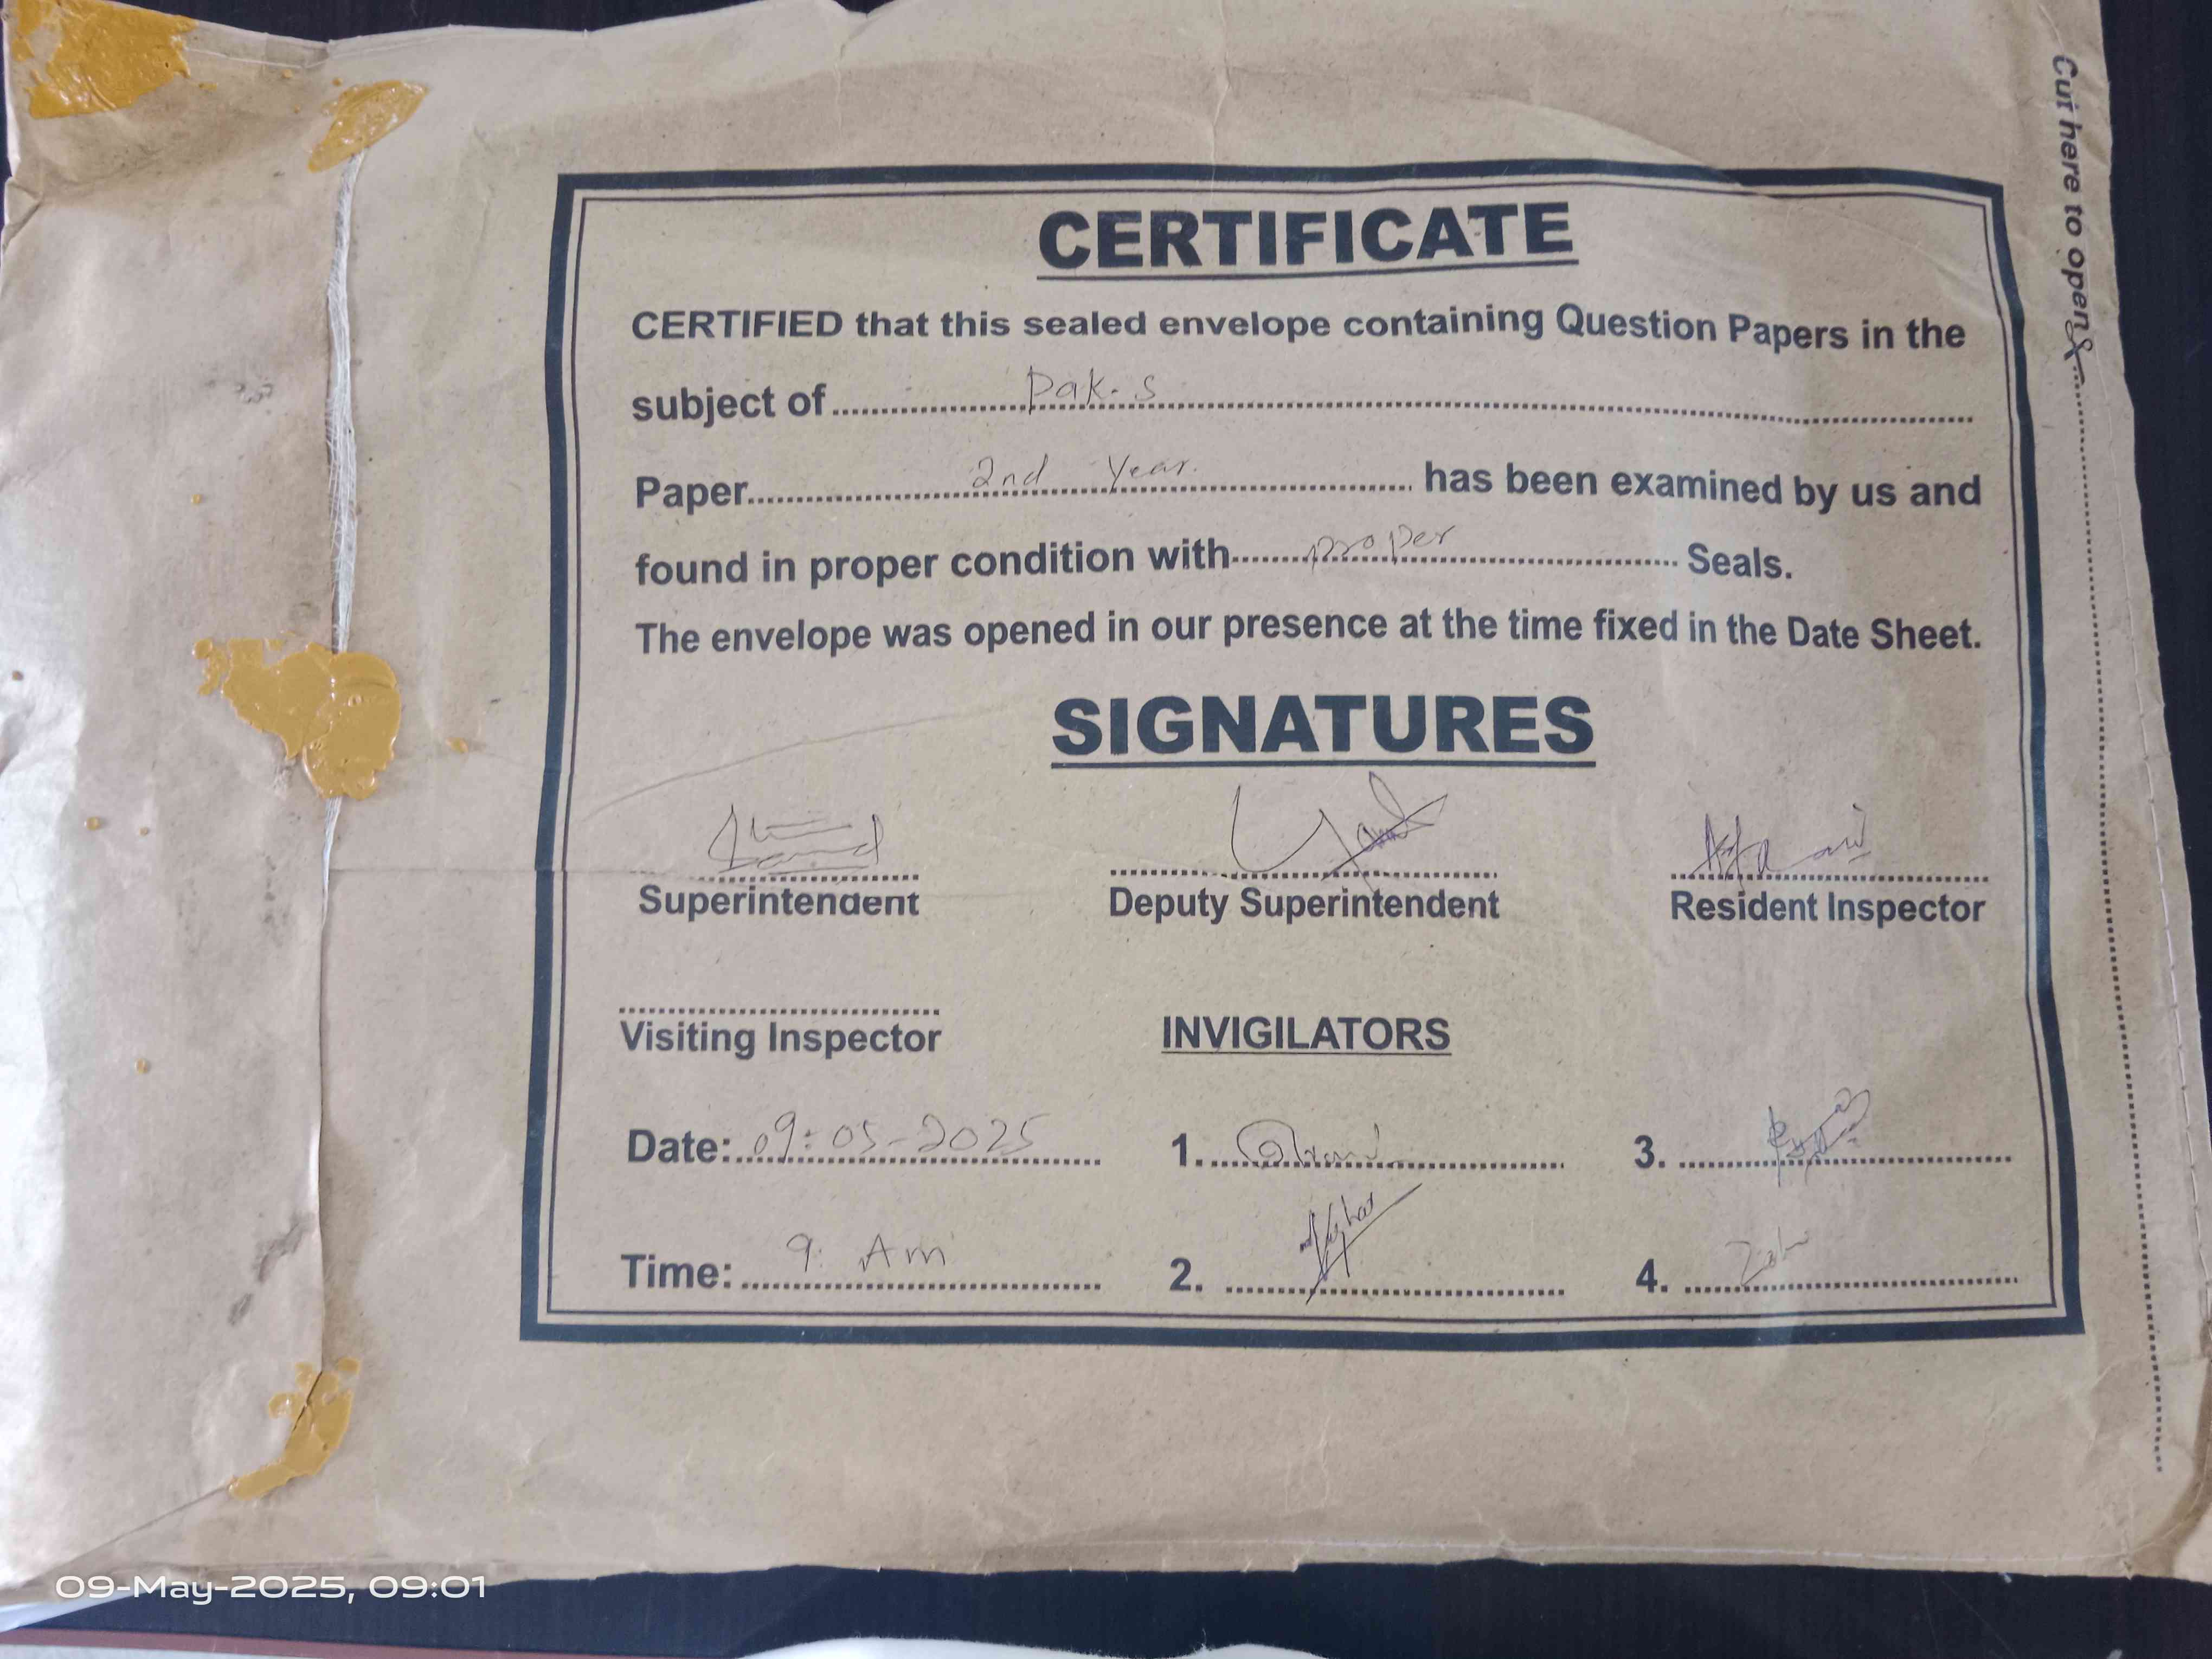 Cut here to open
CERTIFICATE
CERTIFIED that this sealed envelope containing Question Papers in the
subject of.......... Pak. S ..........
Paper.......... 2nd Year. .......... has been examined by us and
found in proper condition with.......... proper .......... Seals.
The envelope was opened in our presence at the time fixed in the Date Sheet.
SIGNATURES
Superintendent Deputy Superintendent Resident Inspector
Visiting Inspector INVIGILATORS
Date: 09-05-2025 1. 3.
Time: 9: Am 2. 4.
09-May-2025, 09:01